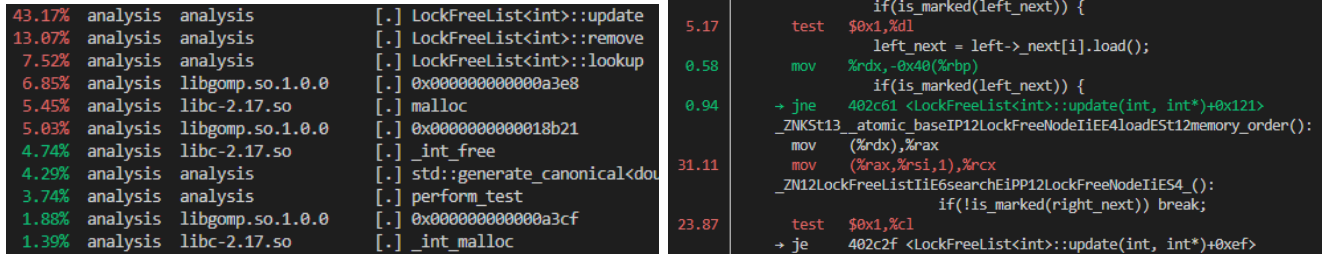 43.17% analysis analysis [.] LockFreeList<int>::update
13.07% analysis analysis [.] LockFreeList<int>::remove
7.52% analysis analysis [.] LockFreeList<int>::lookup
6.85% analysis libgomp.so.1.0.0 [.] 0x000000000000a3e8
5.45% analysis libc-2.17.so [.] malloc
5.03% analysis libgomp.so.1.0.0 [.] 0x0000000000018b21
4.74% analysis libc-2.17.so [.] _int_free
4.29% analysis analysis [.] std::generate_canonical<dou
3.74% analysis analysis [.] perform_test
1.88% analysis libgomp.so.1.0.0 [.] 0x000000000000a3cf
1.39% analysis libc-2.17.so [.] _int_malloc
if(is_marked(left_next)) {
5.17 test $0x1,%dl
left_next = left->_next[i].load();
0.58 mov %rdx,-0x40(%rbp)
if(is_marked(left_next)) {
0.94 → jne 402c61 <LockFreeList<int>::update(int, int*)+0x121>
_ZNKSt13__atomic_baseIP12LockFreeNodeIiEE4loadESt12memory_order():
mov (%rdx),%rax
31.11 mov (%rax,%rsi,1),%rcx
_ZN12LockFreeListIiE6searchEiPP12LockFreeNodeIiES4_():
if(!is_marked(right_next)) break;
23.87 test $0x1,%cl
→ je 402c2f <LockFreeList<int>::update(int, int*)+0xef>